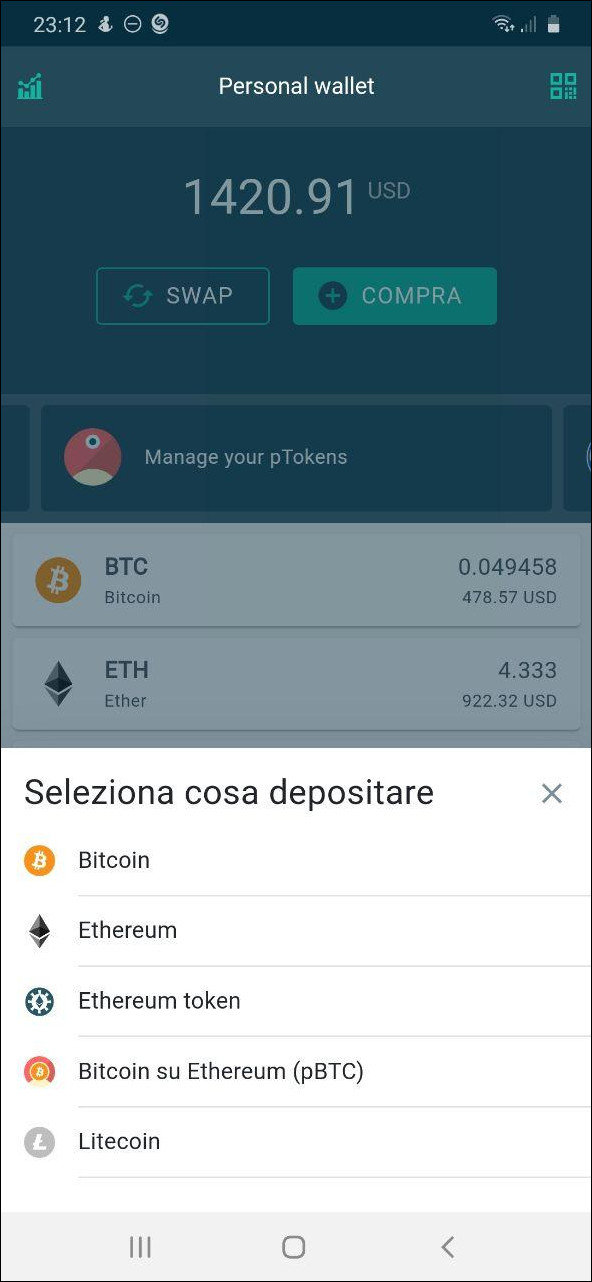 23:12
Personal wallet
1420.91 USD
SWAP
COMPRA
Manage your pTokens
BTC
0.049458
Bitcoin
478.57 USD
ETH
4.333
Ether
922.32 USD
Seleziona cosa depositare
Bitcoin
Ethereum
Ethereum token
Bitcoin su Ethereum (pBTC)
Litecoin